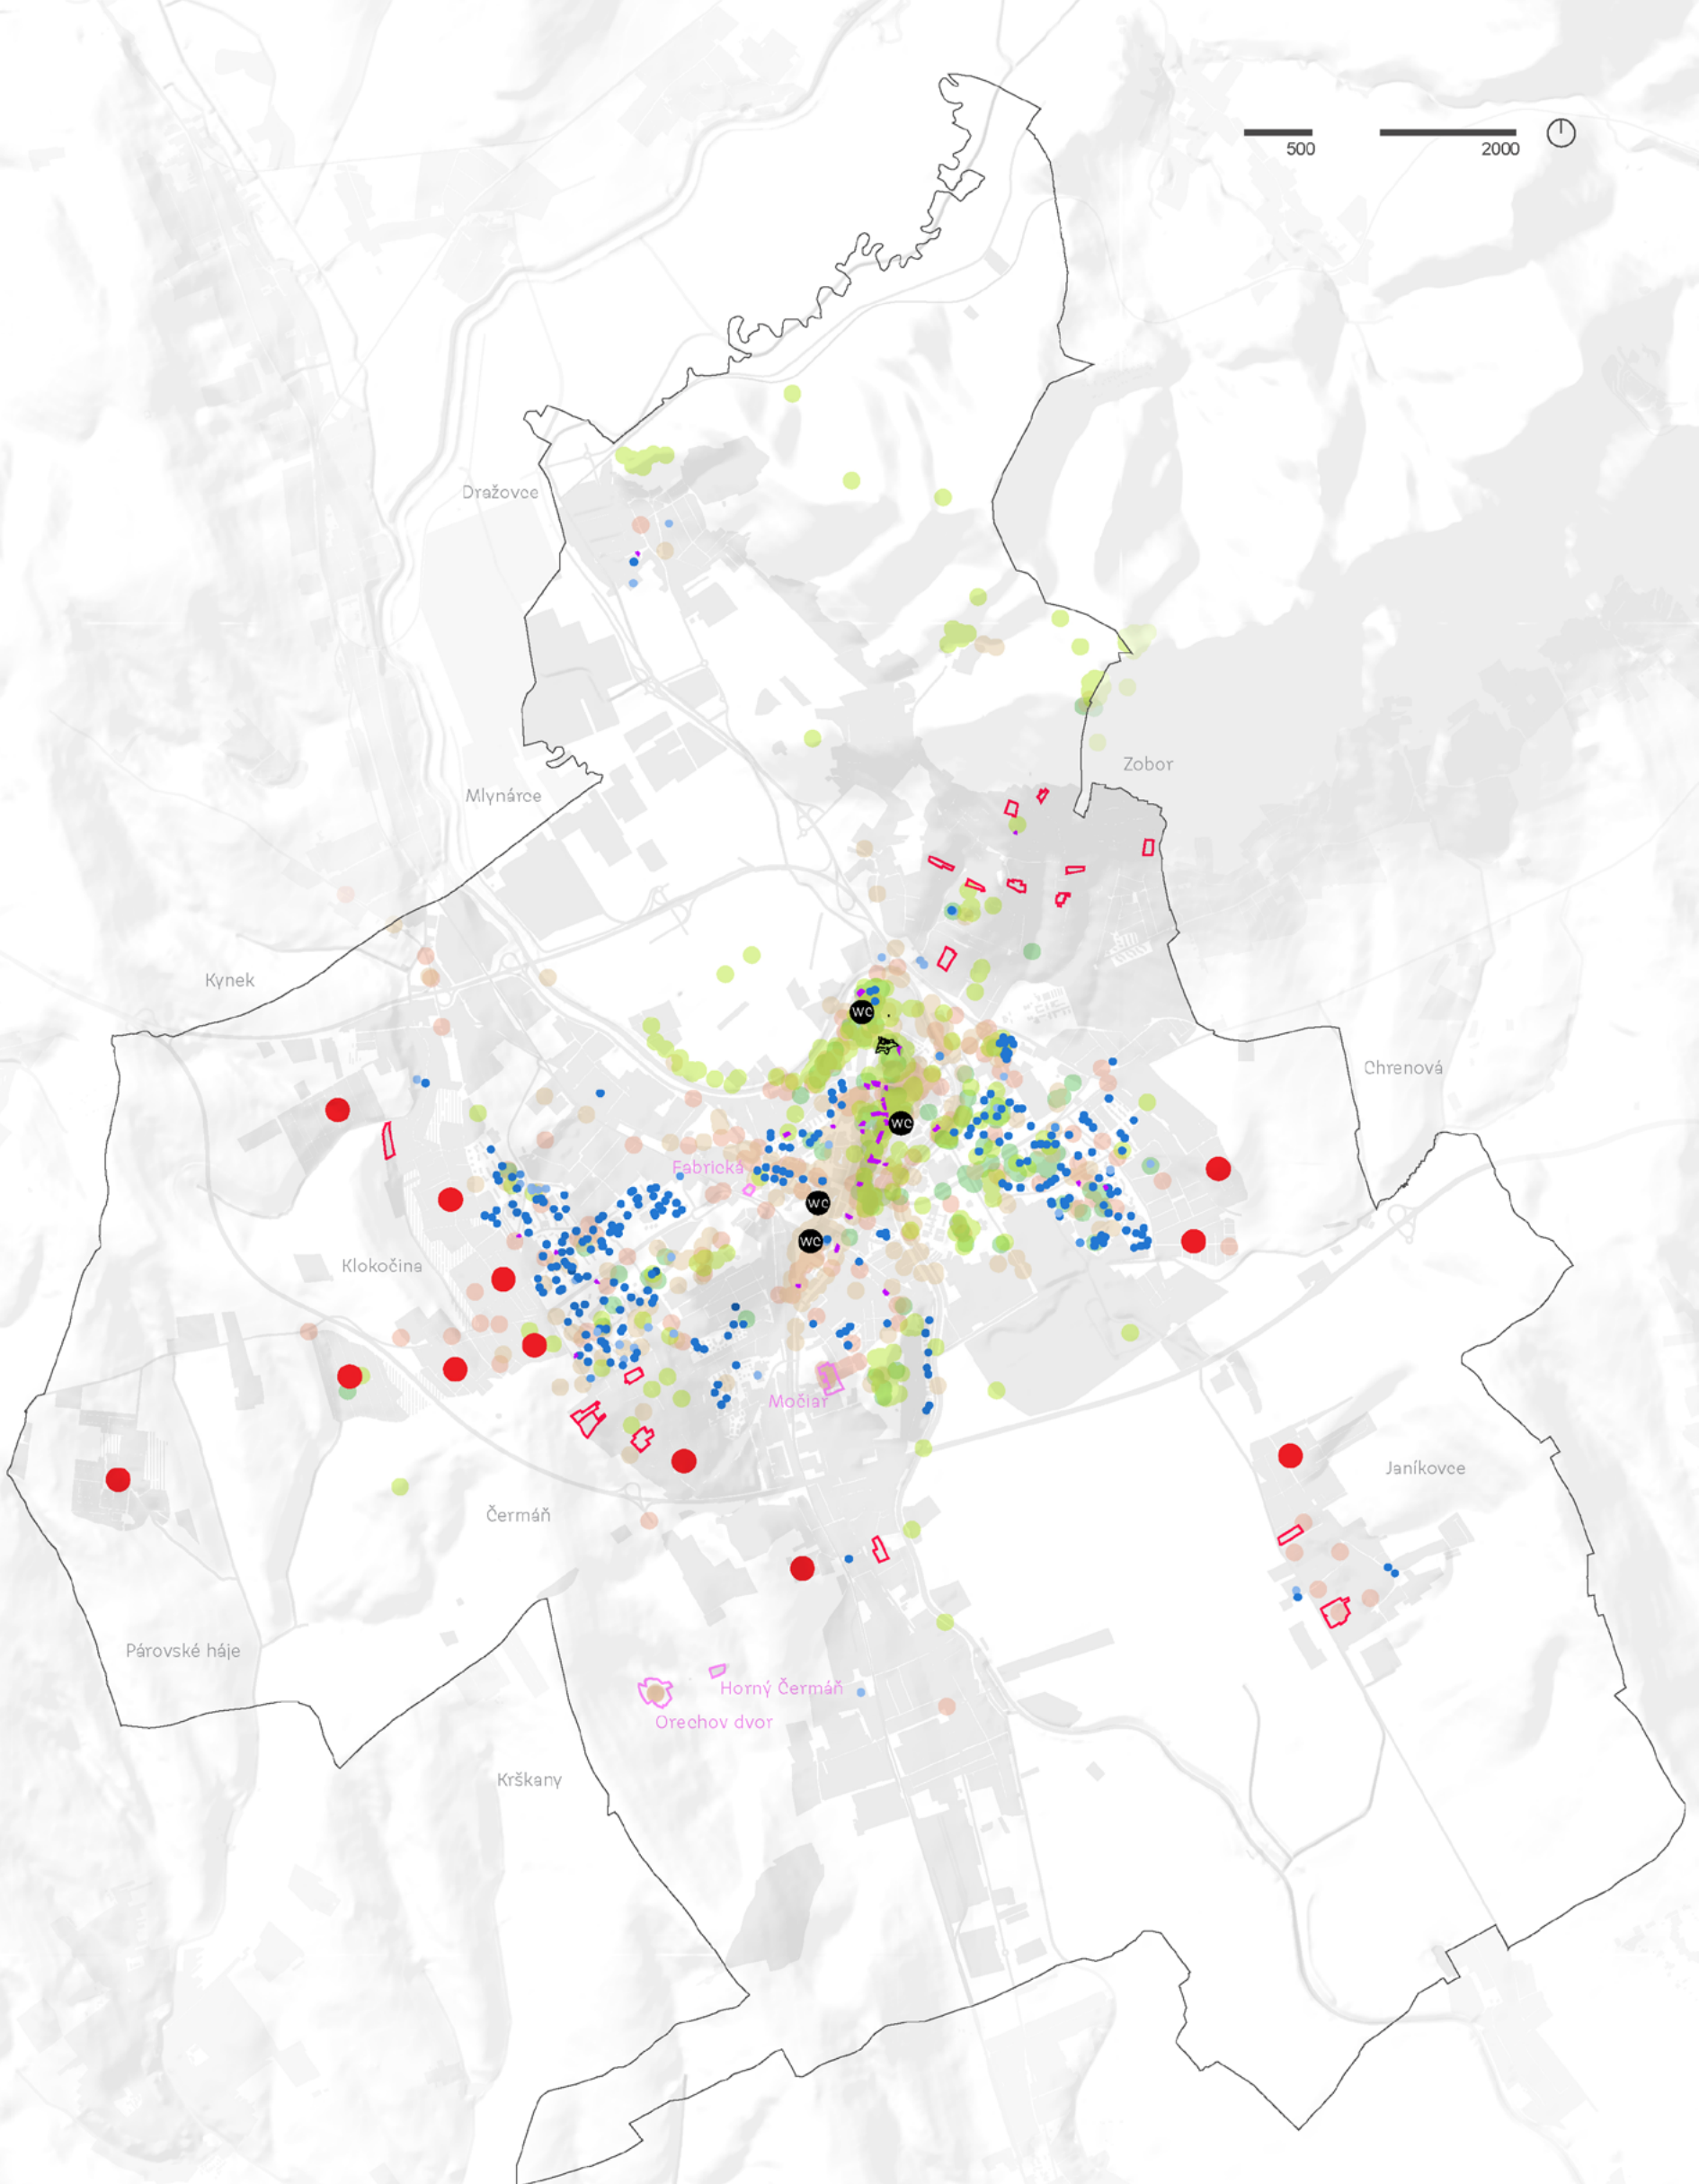 500 2000
Dražovce
Zobor
Mlynárce
Kynek
WC
Chrenová
WC
Fabrická
WC
WC
Klokočina
Močiar
Janíkovce
Čermáň
Párovské háje
Horný Čermáň
Orechov dvor
Krškany